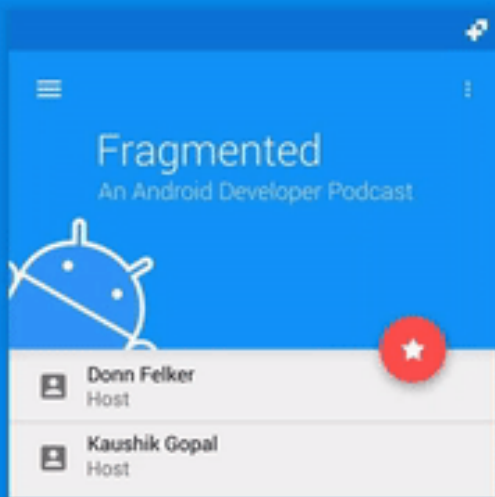 Fragmented
An Android Developer Podcast
Donn Felker
Host
Kaushik Gopal
Host